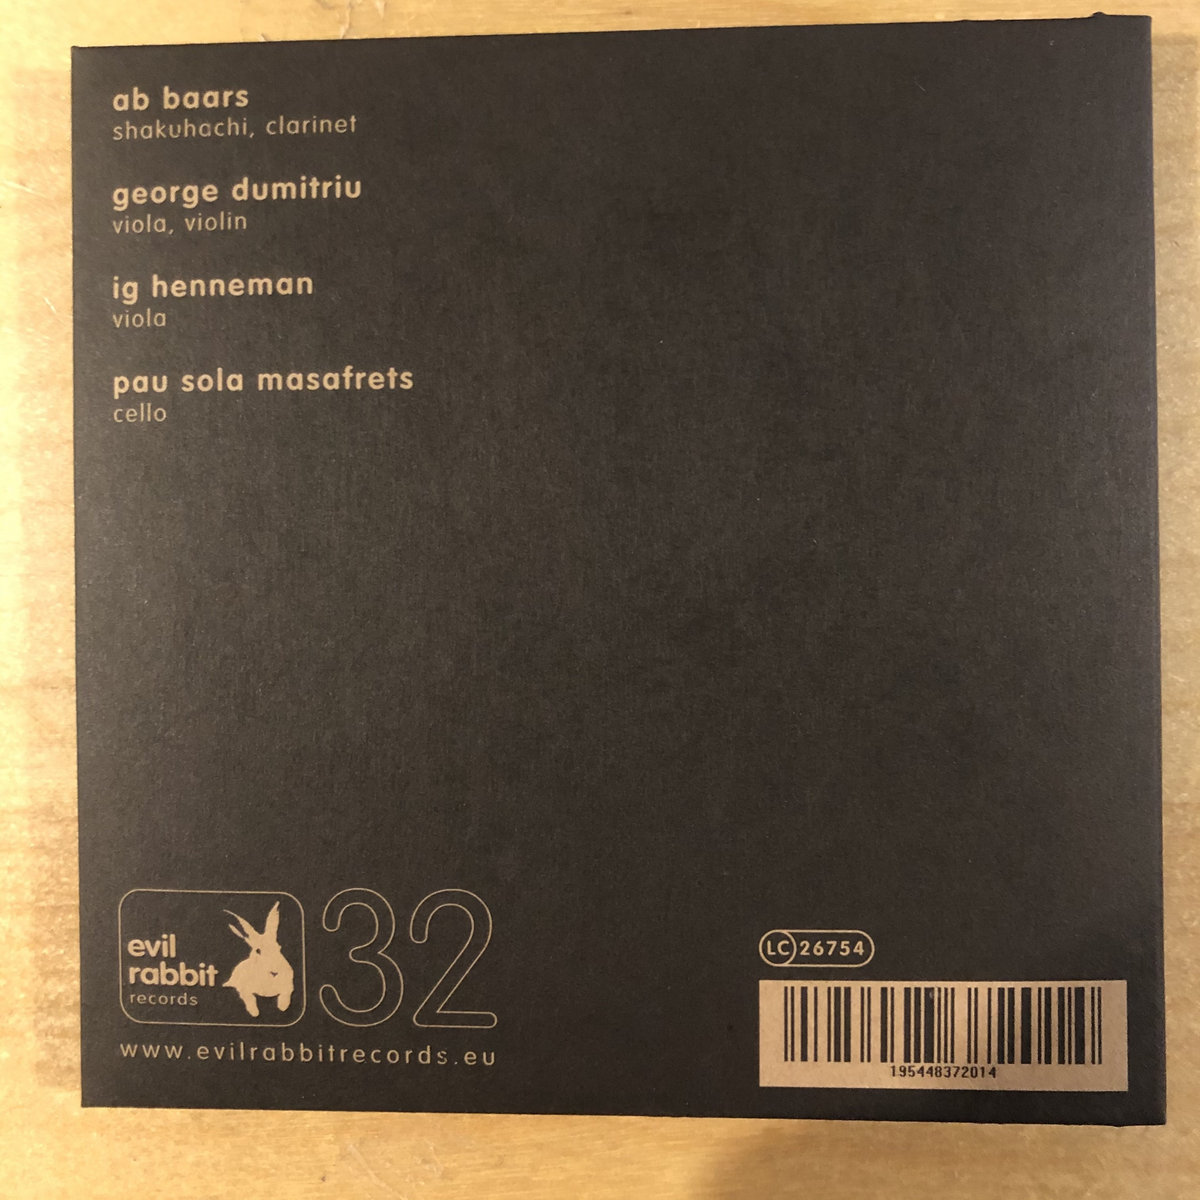 ab baars
shakuhachi, clarinet
george dumitriu
viola, violin
ig henneman
viola
pau sola masafrets
cello
evil
rabbit
records
32
www.evilrabbitrecords.eu
LC 26754
195448372014